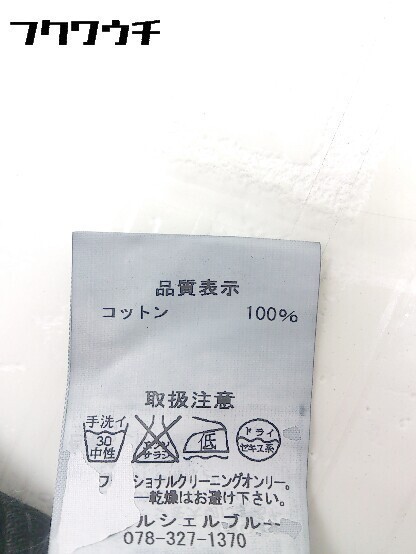 フクワウチ
品質表示
コットン 100%
取扱注意
手洗イ
30
中性
低
ドライ
セキユ系
ショナルクリーニングオンリー。
乾燥はお避け下さい。
ルシェルブルー
078-327-1370